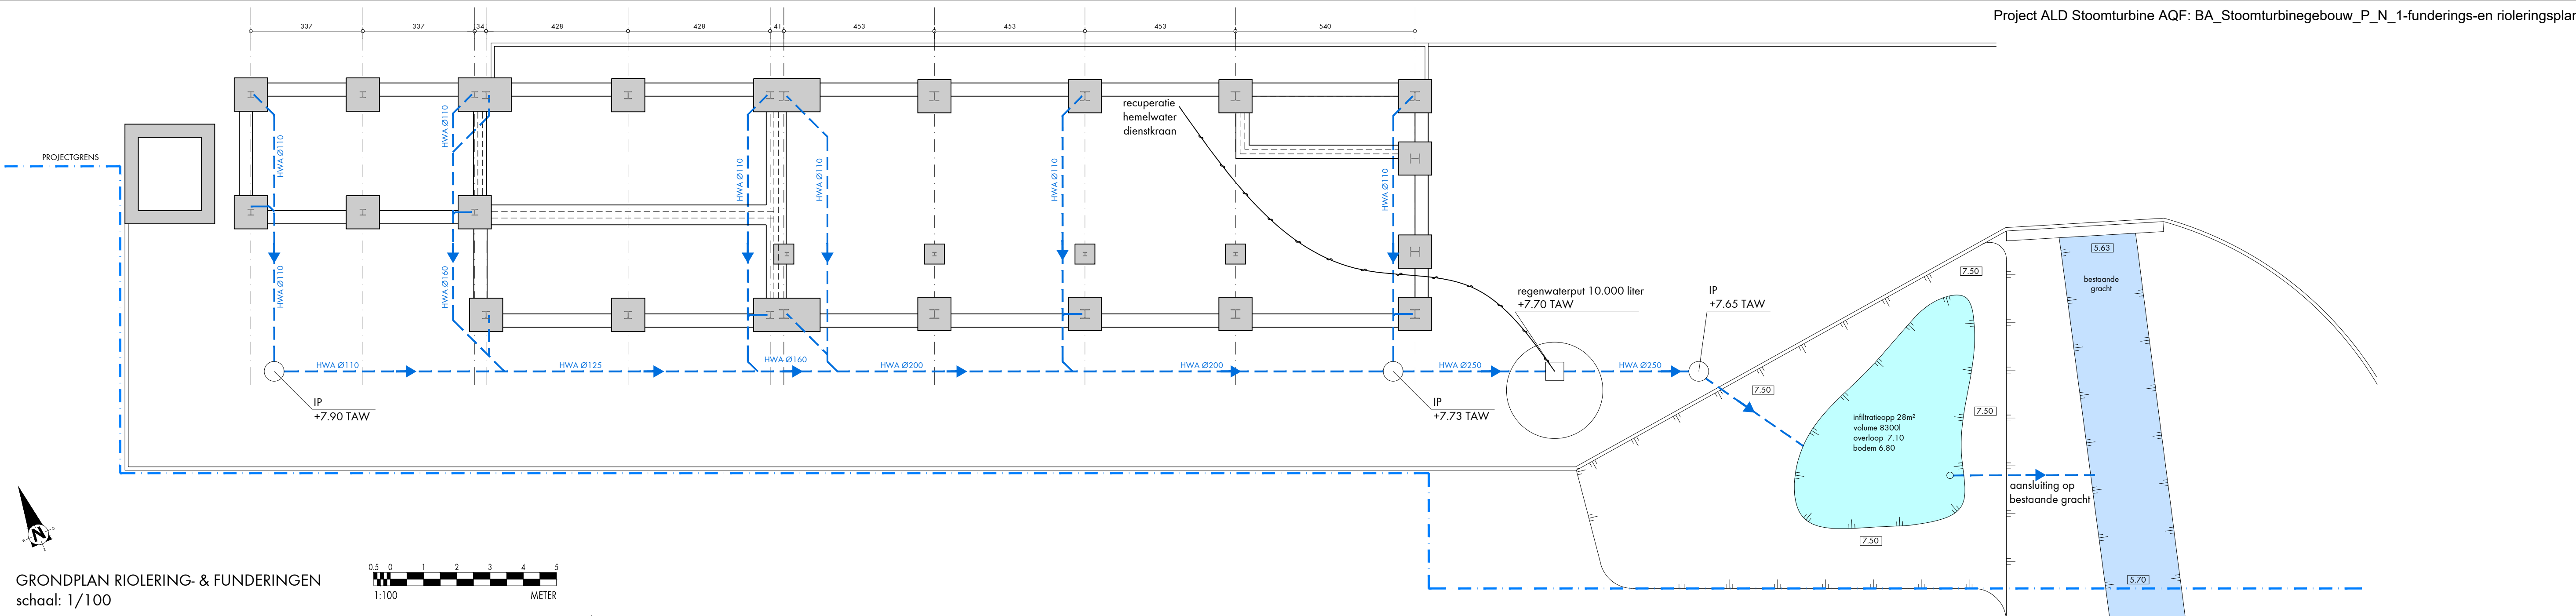 Project ALD Stoomturbine AQF: BA_Stoomturbinegebouw_P_N_1-funderings-en rioleringsplan
337
337
34
428
428
41
453
453
453
540
recuperatie
hemelwater
dienstkraan
PROJECTGRENS
HWA Ø110
HWA Ø110
HWA Ø110
HWA Ø110
HWA Ø110
HWA Ø110
HWA Ø110
HWA Ø160
5.63
bestaande
gracht
7.50
regenwaterput 10.000 liter
+7.70 TAW
IP
+7.65 TAW
HWA Ø110
HWA Ø125
HWA Ø160
HWA Ø200
HWA Ø200
HWA Ø250
HWA Ø250
7.50
7.50
IP
+7.90 TAW
IP
+7.73 TAW
infiltratieopp 28m²
volume 8300l
overloop 7.10
bodem 6.80
aansluiting op
bestaande gracht
7.50
5.70
N
GRONDPLAN RIOLERING- & FUNDERINGEN
schaal: 1/100
0.5 0 1 2 3 4 5
1:100 METER